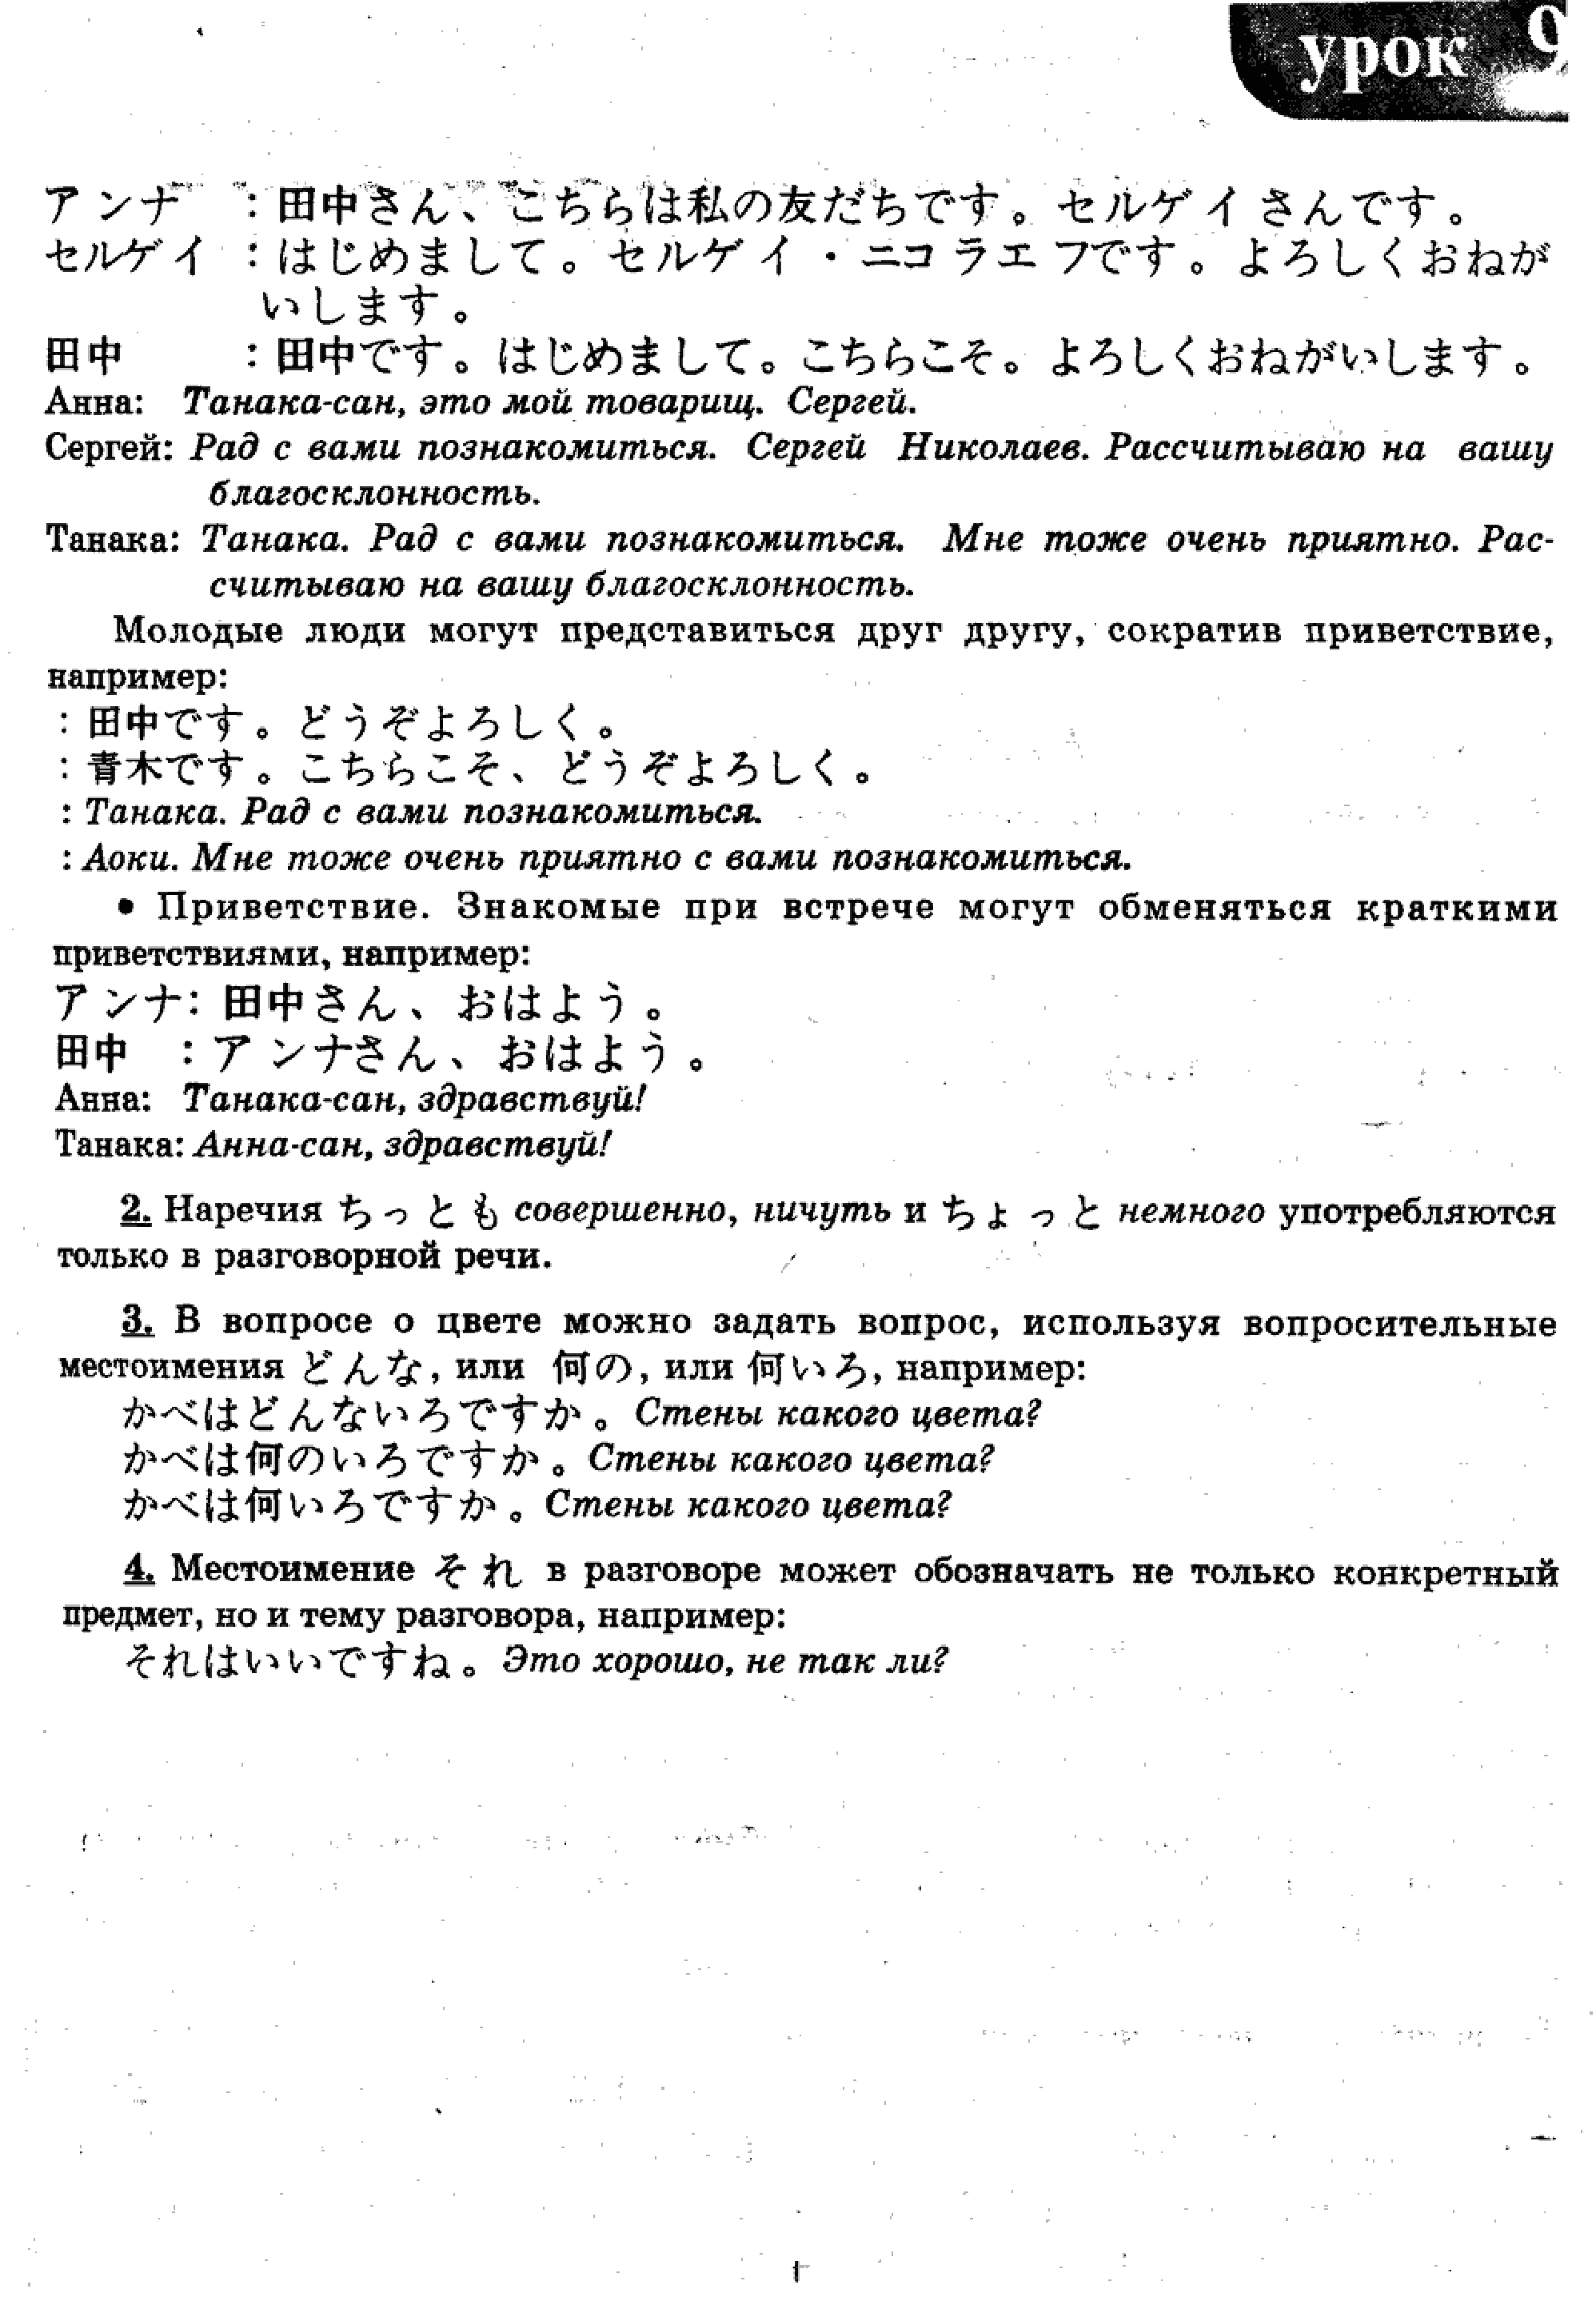 урок 9
アンナ : 田中さん、こちらは私の友だちです。セルゲイさんです。
セルゲイ : はじめまして。セルゲイ・ニコラエフです。よろしくおねが
いします。
田中 : 田中です。はじめまして。こちらこそ。よろしくおねがいします。
Анна: Танака-сан, это мой товарищ. Сергей.
Сергей: Рад с вами познакомиться. Сергей Николаев. Рассчитываю на вашу
благосклонность.
Танака: Танака. Рад с вами познакомиться. Мне тоже очень приятно. Рас-
считываю на вашу благосклонность.
Молодые люди могут представиться друг другу, сократив приветствие,
например:
: 田中です。どうぞよろしく。
: 青木です。こちらこそ、どうぞよろしく。
: Танака. Рад с вами познакомиться.
: Аоки. Мне тоже очень приятно с вами познакомиться.
• Приветствие. Знакомые при встрече могут обменяться краткими
приветствиями, например:
アンナ: 田中さん、おはよう。
田中 : アンナさん、おはよう。
Анна: Танака-сан, здравствуй!
Танака: Анна-сан, здравствуй!
2. Наречия ちっとも совершенно, ничуть и ちょっと немного употребляются
только в разговорной речи.
3. В вопросе о цвете можно задать вопрос, используя вопросительные
местоимения どんな, или 何の, или 何いろ, например:
かべはどんないろですか。Стены какого цвета?
かべは何のいろですか。Стены какого цвета?
かべは何いろですか。Стены какого цвета?
4. Местоимение それ в разговоре может обозначать не только конкретный
предмет, но и тему разговора, например:
それはいいですね。Это хорошо, не так ли?